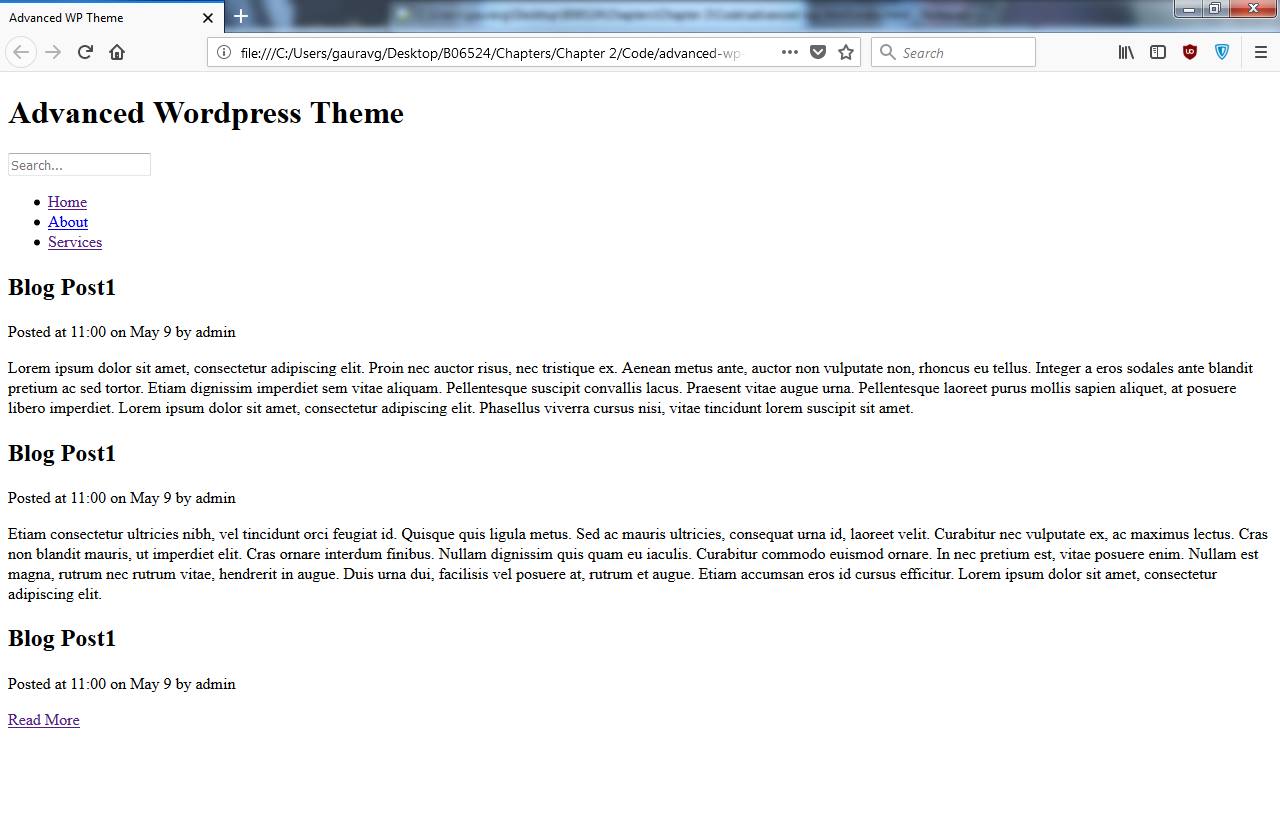 Advanced WP Theme
file:///C:/Users/gauravg/Desktop/B06524/Chapters/Chapter 2/Code/advanced-wp-
Search
Advanced Wordpress Theme
Search...
Home
About
Services
Blog Post1
Posted at 11:00 on May 9 by admin
Lorem ipsum dolor sit amet, consectetur adipiscing elit. Proin nec auctor risus, nec tristique ex. Aenean metus ante, auctor non vulputate non, rhoncus eu tellus. Integer a eros sodales ante blandit
pretium ac sed tortor. Etiam dignissim imperdiet sem vitae aliquam. Pellentesque suscipit convallis lacus. Praesent vitae augue urna. Pellentesque laoreet purus mollis sapien aliquet, at posuere
libero imperdiet. Lorem ipsum dolor sit amet, consectetur adipiscing elit. Phasellus viverra cursus nisi, vitae tincidunt lorem suscipit sit amet.
Blog Post1
Posted at 11:00 on May 9 by admin
Etiam consectetur ultricies nibh, vel tincidunt orci feugiat id. Quisque quis ligula metus. Sed ac mauris ultricies, consequat urna id, laoreet velit. Curabitur nec vulputate ex, ac maximus lectus. Cras
non blandit mauris, ut imperdiet elit. Cras ornare interdum finibus. Nullam dignissim quis quam eu iaculis. Curabitur commodo euismod ornare. In nec pretium est, vitae posuere enim. Nullam est
magna, rutrum nec rutrum vitae, hendrerit in augue. Duis urna dui, facilisis vel posuere at, rutrum et augue. Etiam accumsan eros id cursus efficitur. Lorem ipsum dolor sit amet, consectetur
adipiscing elit.
Blog Post1
Posted at 11:00 on May 9 by admin
Read More